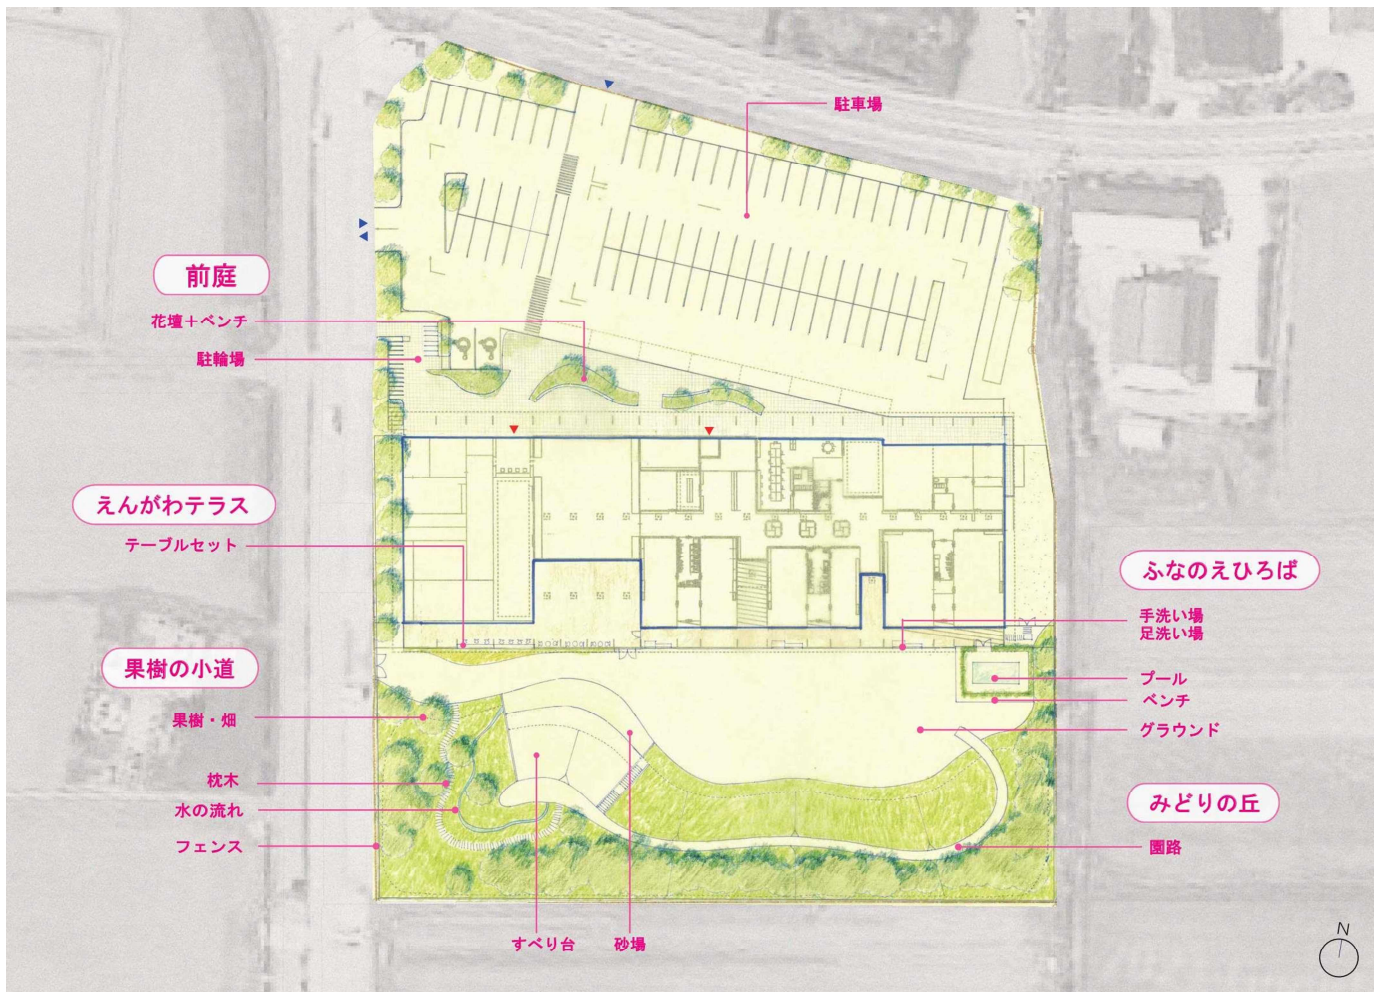 駐車場
前庭
花壇＋ベンチ
駐輪場
えんがわテラス
テーブルセット
果樹の小道
果樹・畑
枕木
水の流れ
フェンス
すべり台
砂場
ふなのえひろば
手洗い場
足洗い場
プール
ベンチ
グラウンド
みどりの丘
園路
N